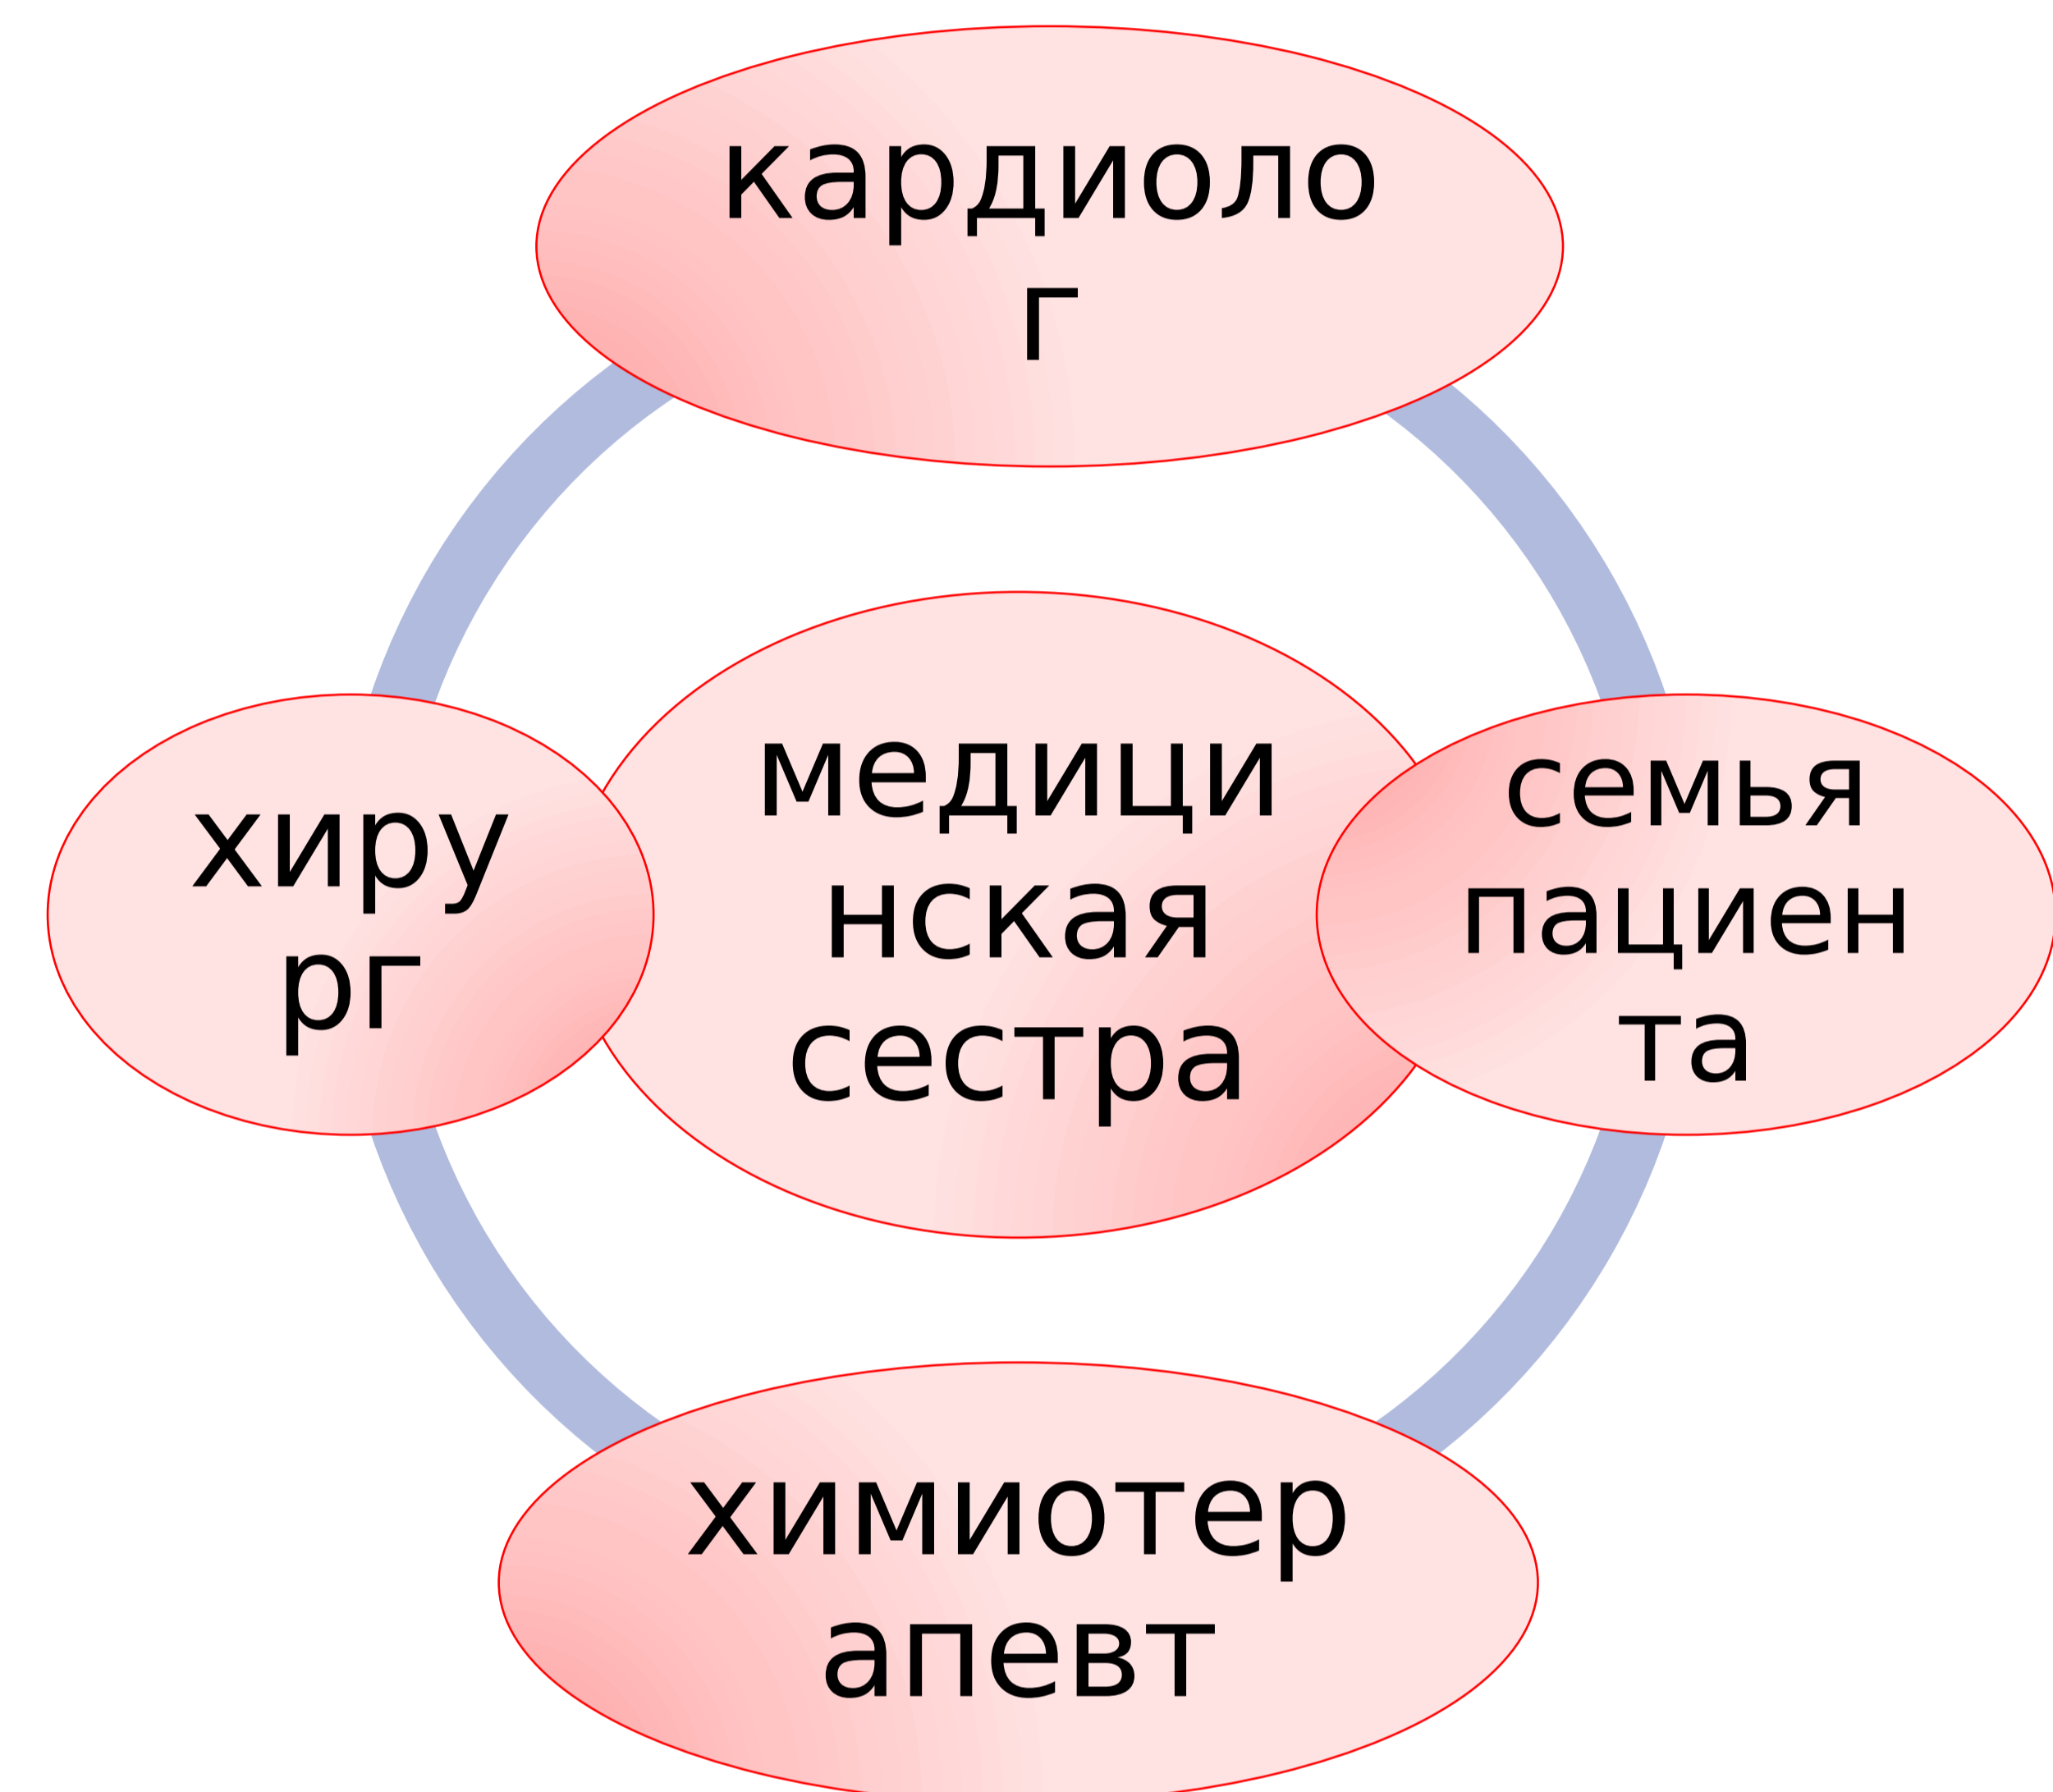 кардиоло
г
хиру
рг
медици
нская
сестра
семья
пациен
та
химиотер
апевт